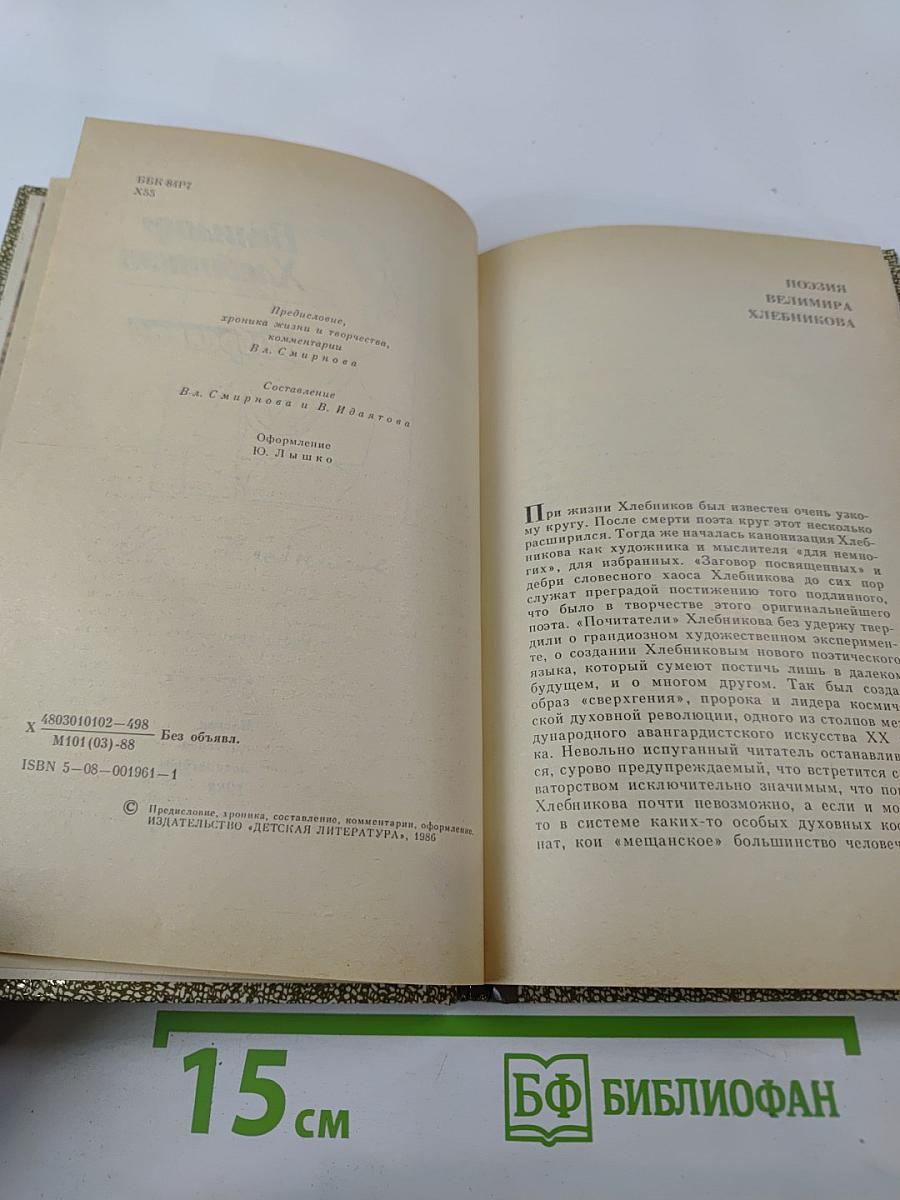 ББК 84Р7
Х55
Предисловие,
хроника жизни и творчества,
комментарии
Вл. Смирнова
Составление
Вл. Смирнова и В. Идаятова
Оформление
Ю. Лышко
Х 4803010102—498
М101(03)-88
Без объявл.
ISBN 5—08—001961—1
© Предисловие, хроника, составление, комментарии, оформление.
ИЗДАТЕЛЬСТВО «ДЕТСКАЯ ЛИТЕРАТУРА», 1986
ПОЭЗИЯ
ВЕЛИМИРА
ХЛЕБНИКОВА
При жизни Хлебников был известен очень узко-
му кругу. После смерти поэта круг этот несколько
расширился. Тогда же началась канонизация Хлеб-
никова как художника и мыслителя «для немно-
гих», для избранных. «Заговор посвященных» и
дебри словесного хаоса Хлебникова до сих пор
служат преградой постижению того подлинного,
что было в творчестве этого оригинальнейшего
поэта. «Почитатели» Хлебникова без удержу твер-
дили о грандиозном художественном эксперимен-
те, о создании Хлебниковым нового поэтического
языка, который сумеют постичь лишь в далеком
будущем, и о многом другом. Так был созда
образ «сверхгения», пророка и лидера космич
ской духовной революции, одного из столпов меж
дународного авангардистского искусства XX
ка. Невольно испуганный читатель останавлив
ся, сурово предупреждаемый, что встретится с
ваторством исключительно значимым, что пон
Хлебникова почти невозможно, а если и мо
то в системе каких-то особых духовных коо
нат, кои «мещанское» большинство человеч
15 см
БФ БИБЛИОФАН